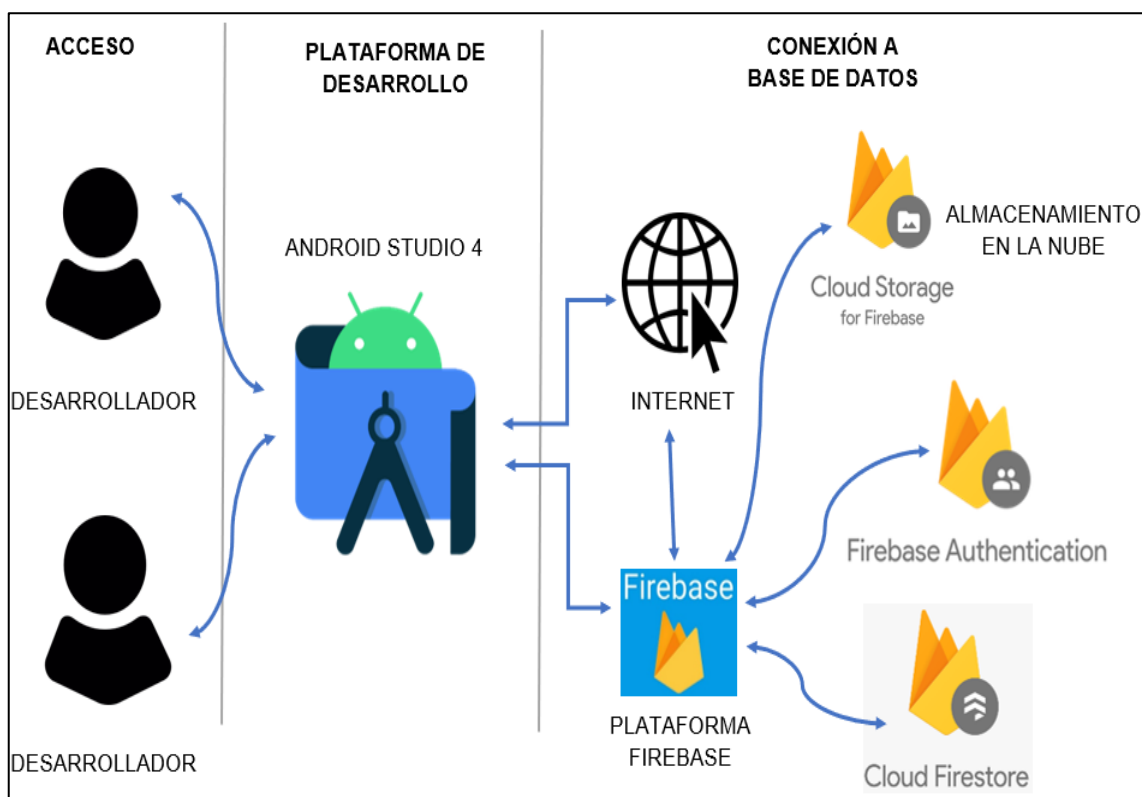 ACCESO
PLATAFORMA DE
DESARROLLO
CONEXIÓN A
BASE DE DATOS
DESARROLLADOR
DESARROLLADOR
ANDROID STUDIO 4
INTERNET
Firebase
PLATAFORMA
FIREBASE
ALMACENAMIENTO
EN LA NUBE
Cloud Storage
for Firebase
Firebase Authentication
Cloud Firestore